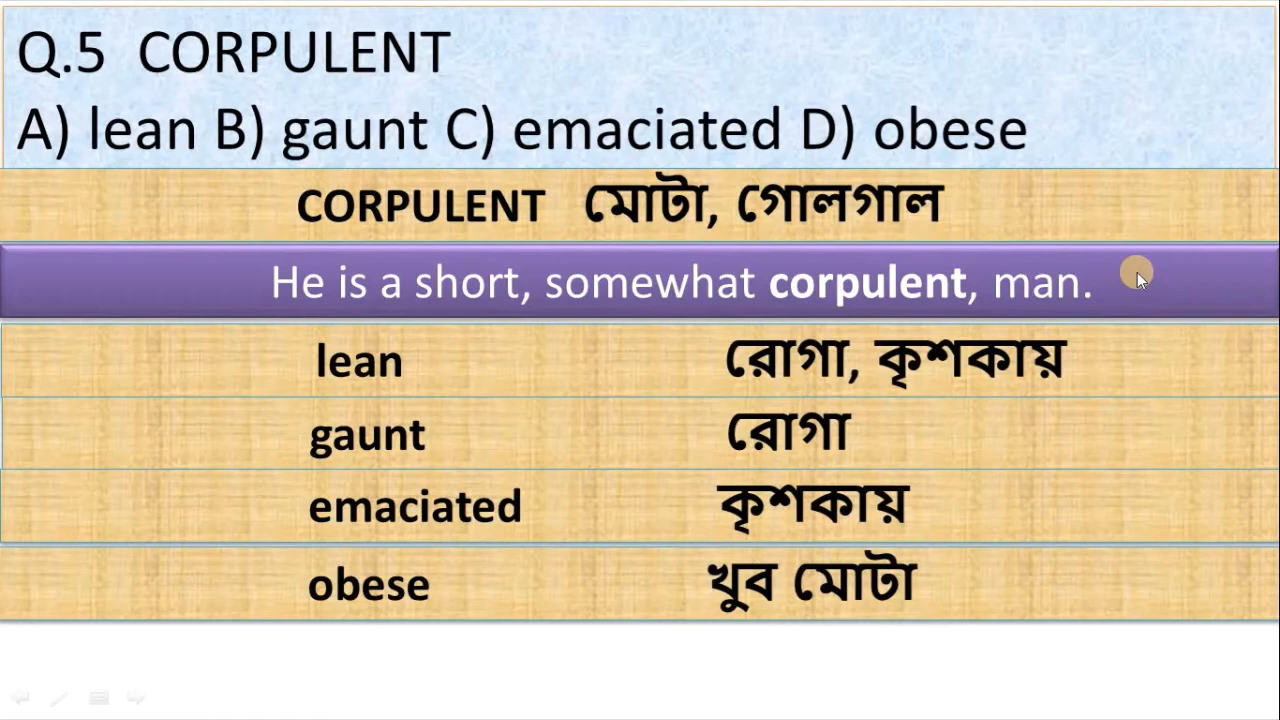 Q.5 CORPULENT
A) lean B) gaunt C) emaciated D) obese
CORPULENT মোটা, গোলগাল
He is a short, somewhat corpulent, man.
lean রোগা, কৃশকায়
gaunt রোগা
emaciated কৃশকায়
obese খুব মোটা